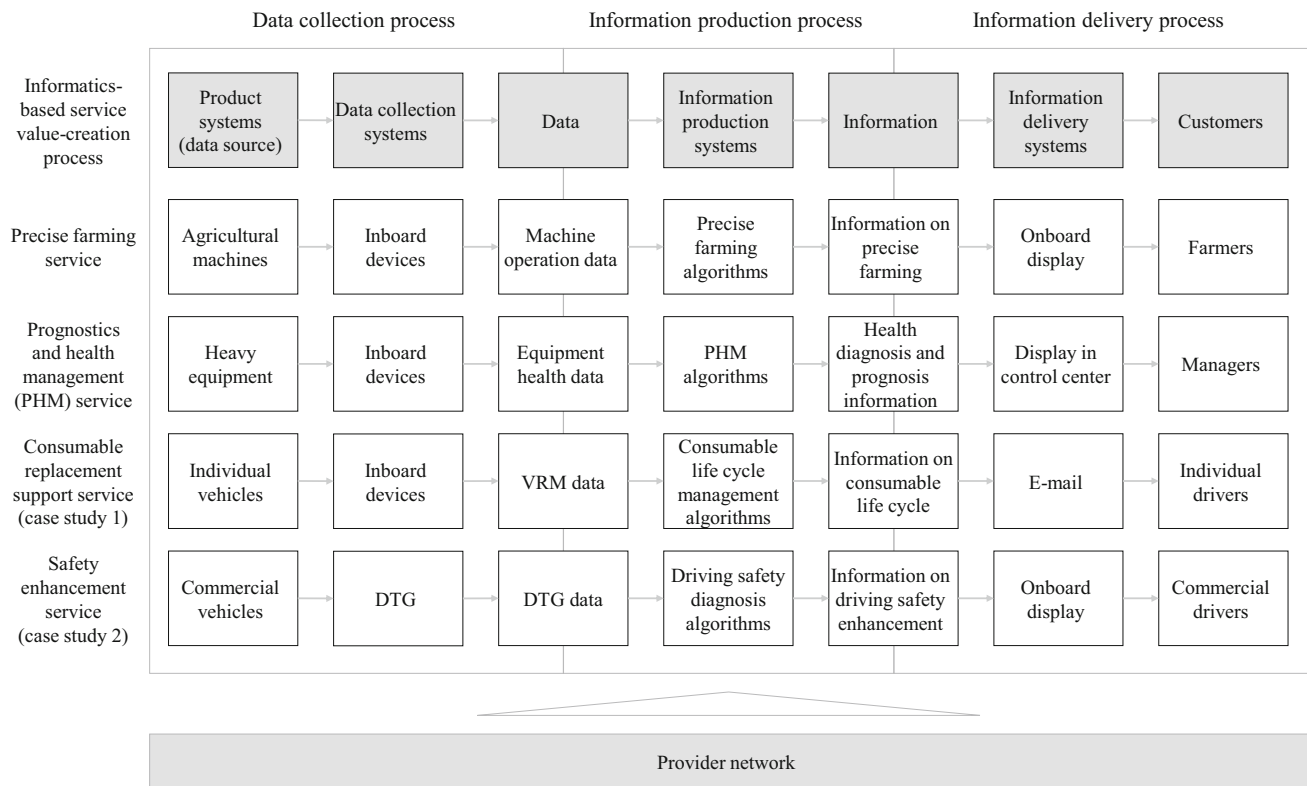 Data collection process
Information production process
Information delivery process
Informatics-
based service
value-creation
process
Product
systems
(data source)
Data collection
systems
Data
Information
production
systems
Information
Information
delivery
systems
Customers
Precise farming
service
Agricultural
machines
Inboard
devices
Machine
operation data
Precise
farming
algorithms
Information on
precise
farming
Onboard
display
Farmers
Prognostics
and health
management
(PHM) service
Heavy
equipment
Inboard
devices
Equipment
health data
PHM
algorithms
Health
diagnosis and
prognosis
information
Display in
control center
Managers
Consumable
replacement
support service
(case study 1)
Individual
vehicles
Inboard
devices
VRM data
Consumable
life cycle
management
algorithms
Information on
consumable
life cycle
E-mail
Individual
drivers
Safety
enhancement
service
(case study 2)
Commercial
vehicles
DTG
DTG data
Driving safety
diagnosis
algorithms
Information on
driving safety
enhancement
Onboard
display
Commercial
drivers
Provider network